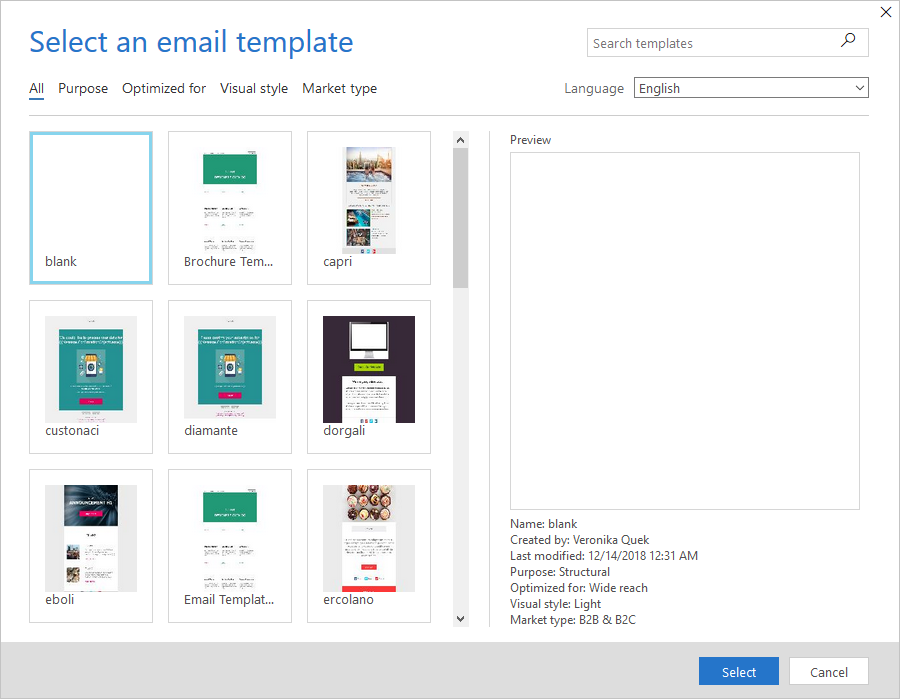 Select an email template
Search templates
All Purpose Optimized for Visual style Market type
Language English
Preview
blank
Brochure Tem...
capri
custonaci
diamante
dorgali
eboli
Email Templat...
ercolano
Name: blank
Created by: Veronika Quek
Last modified: 12/14/2018 12:31 AM
Purpose: Structural
Optimized for: Wide reach
Visual style: Light
Market type: B2B & B2C
Select
Cancel